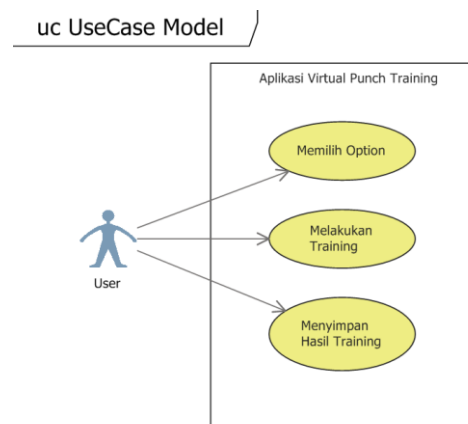 uc UseCase Model
Aplikasi Virtual Punch Training
Memilih Option
Melakukan
Training
User
Menyimpan
Hasil Training